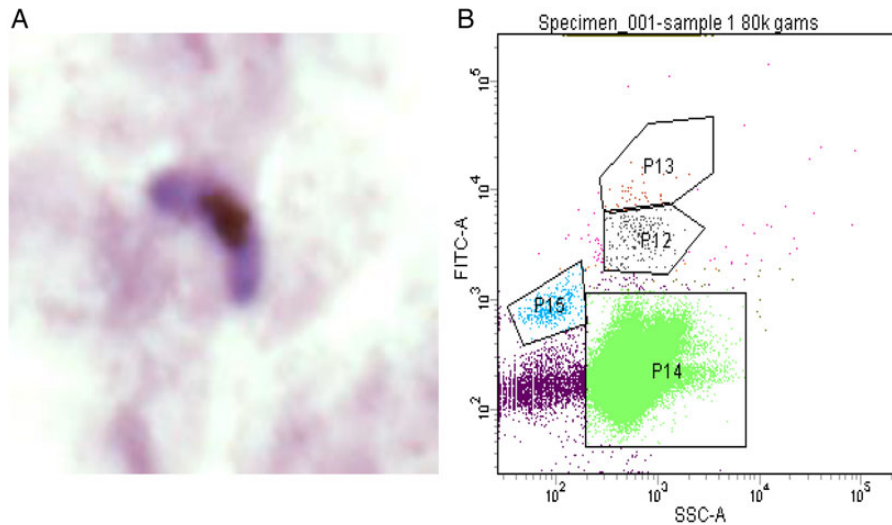 A
B
Specimen_001-sample 1 80k gams
FITC-A
10^5
10^4
10^3
10^2
P13
P12
P15
P14
10^2 10^3 10^4 10^5
SSC-A